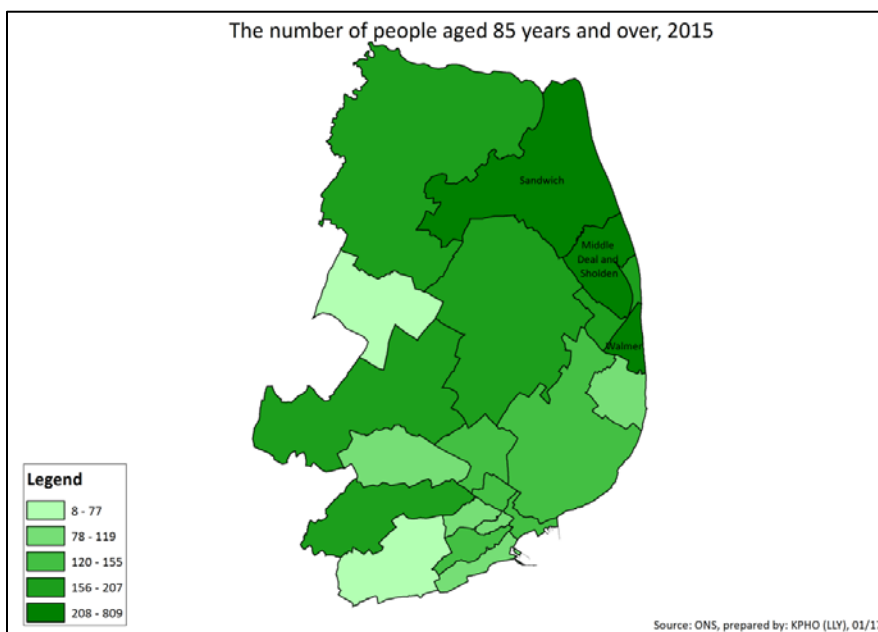 The number of people aged 85 years and over, 2015
Sandwich
Middle
Deal and
Sholden
Walmer
Legend
8 - 77
78 - 119
120 - 155
156 - 207
208 - 809
Source: ONS, prepared by: KPHO (LLY), 01/17